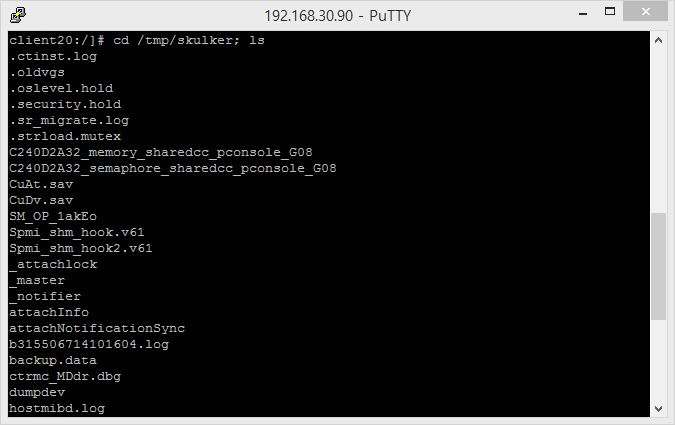 192.168.30.90 - PuTTY
client20:/]# cd /tmp/skulker; ls
.ctinst.log
.oldvgs
.oslevel.hold
.security.hold
.sr_migrate.log
.strload.mutex
C240D2A32_memory_sharedcc_pconsole_G08
C240D2A32_semaphore_sharedcc_pconsole_G08
CuAt.sav
CuDv.sav
SM_OP_1akEo
Spmi_shm_hook.v61
Spmi_shm_hook2.v61
_attachlock
_master
_notifier
attachInfo
attachNotificationSync
b315506714101604.log
backup.data
ctrmc_MDdr.dbg
dumpdev
hostmibd.log